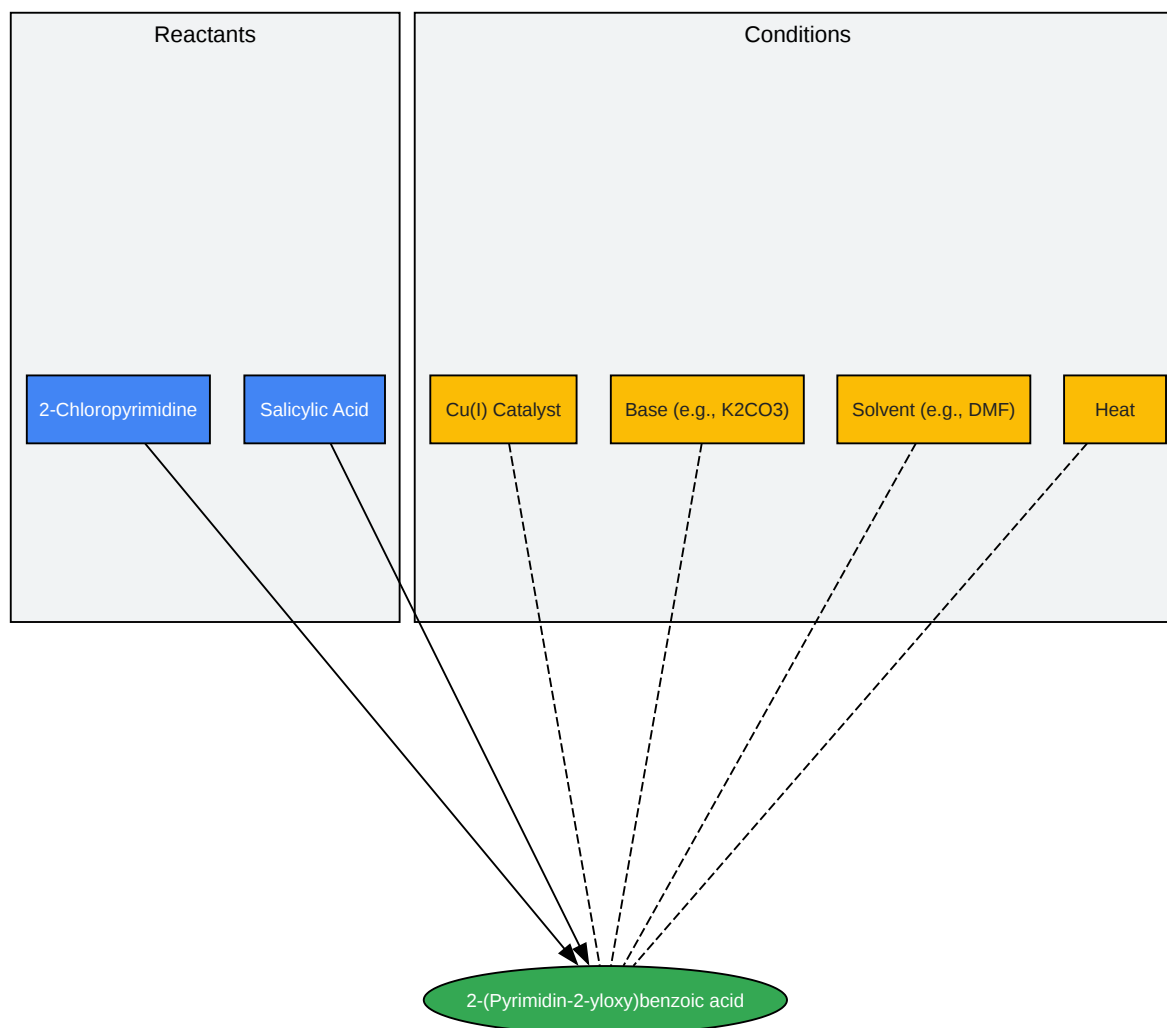 Reactants
Conditions
2-Chloropyrimidine
Salicylic Acid
Cu(I) Catalyst
Base (e.g., K2CO3)
Solvent (e.g., DMF)
Heat
2-(Pyrimidin-2-yloxy)benzoic acid